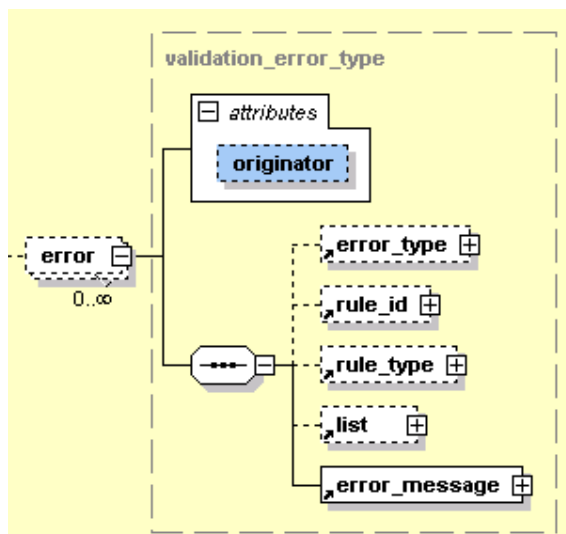 validation_error_type
attributes
originator
error
0..∞
error_type
rule_id
rule_type
list
error_message